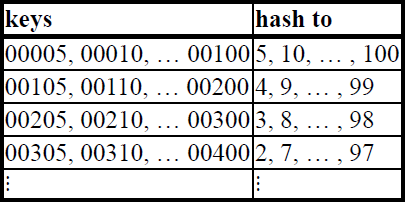 keys hash to
00005, 00010, … 00100 5, 10, … , 100
00105, 00110, … 00200 4, 9, … , 99
00205, 00210, … 00300 3, 8, … , 98
00305, 00310, … 00400 2, 7, … , 97
⋮ ⋮